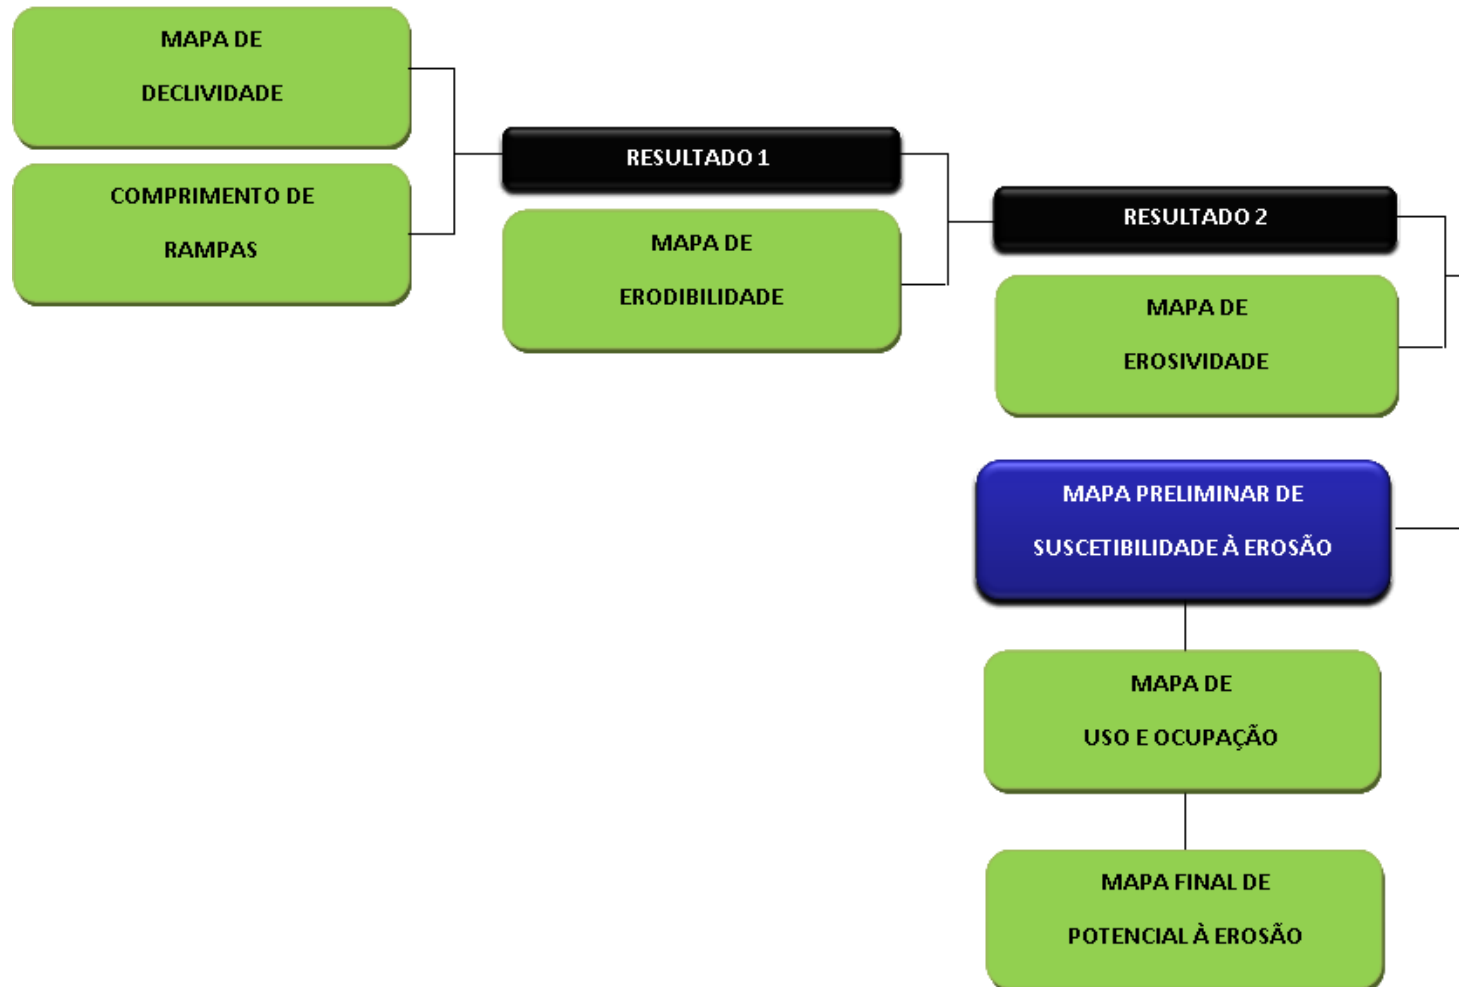 MAPA DE
DECLIVIDADE
COMPRIMENTO DE
RAMPAS
RESULTADO 1
MAPA DE
ERODIBILIDADE
RESULTADO 2
MAPA DE
EROSIVIDADE
MAPA PRELIMINAR DE
SUSCETIBILIDADE À EROSÃO
MAPA DE
USO E OCUPAÇÃO
MAPA FINAL DE
POTENCIAL À EROSÃO